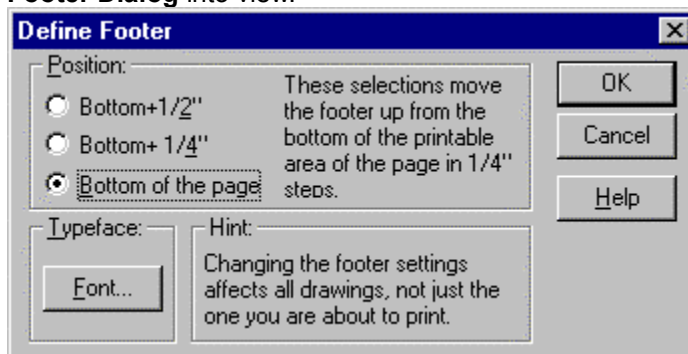 Footer Dialog into view.
Define Footer
Position:
Bottom+1/2"
Bottom+ 1/4"
Bottom of the page
These selections move
the footer up from the
bottom of the printable
area of the page in 1/4"
steps.
OK
Cancel
Help
Typeface:
Font...
Hint:
Changing the footer settings
affects all drawings, not just the
one you are about to print.